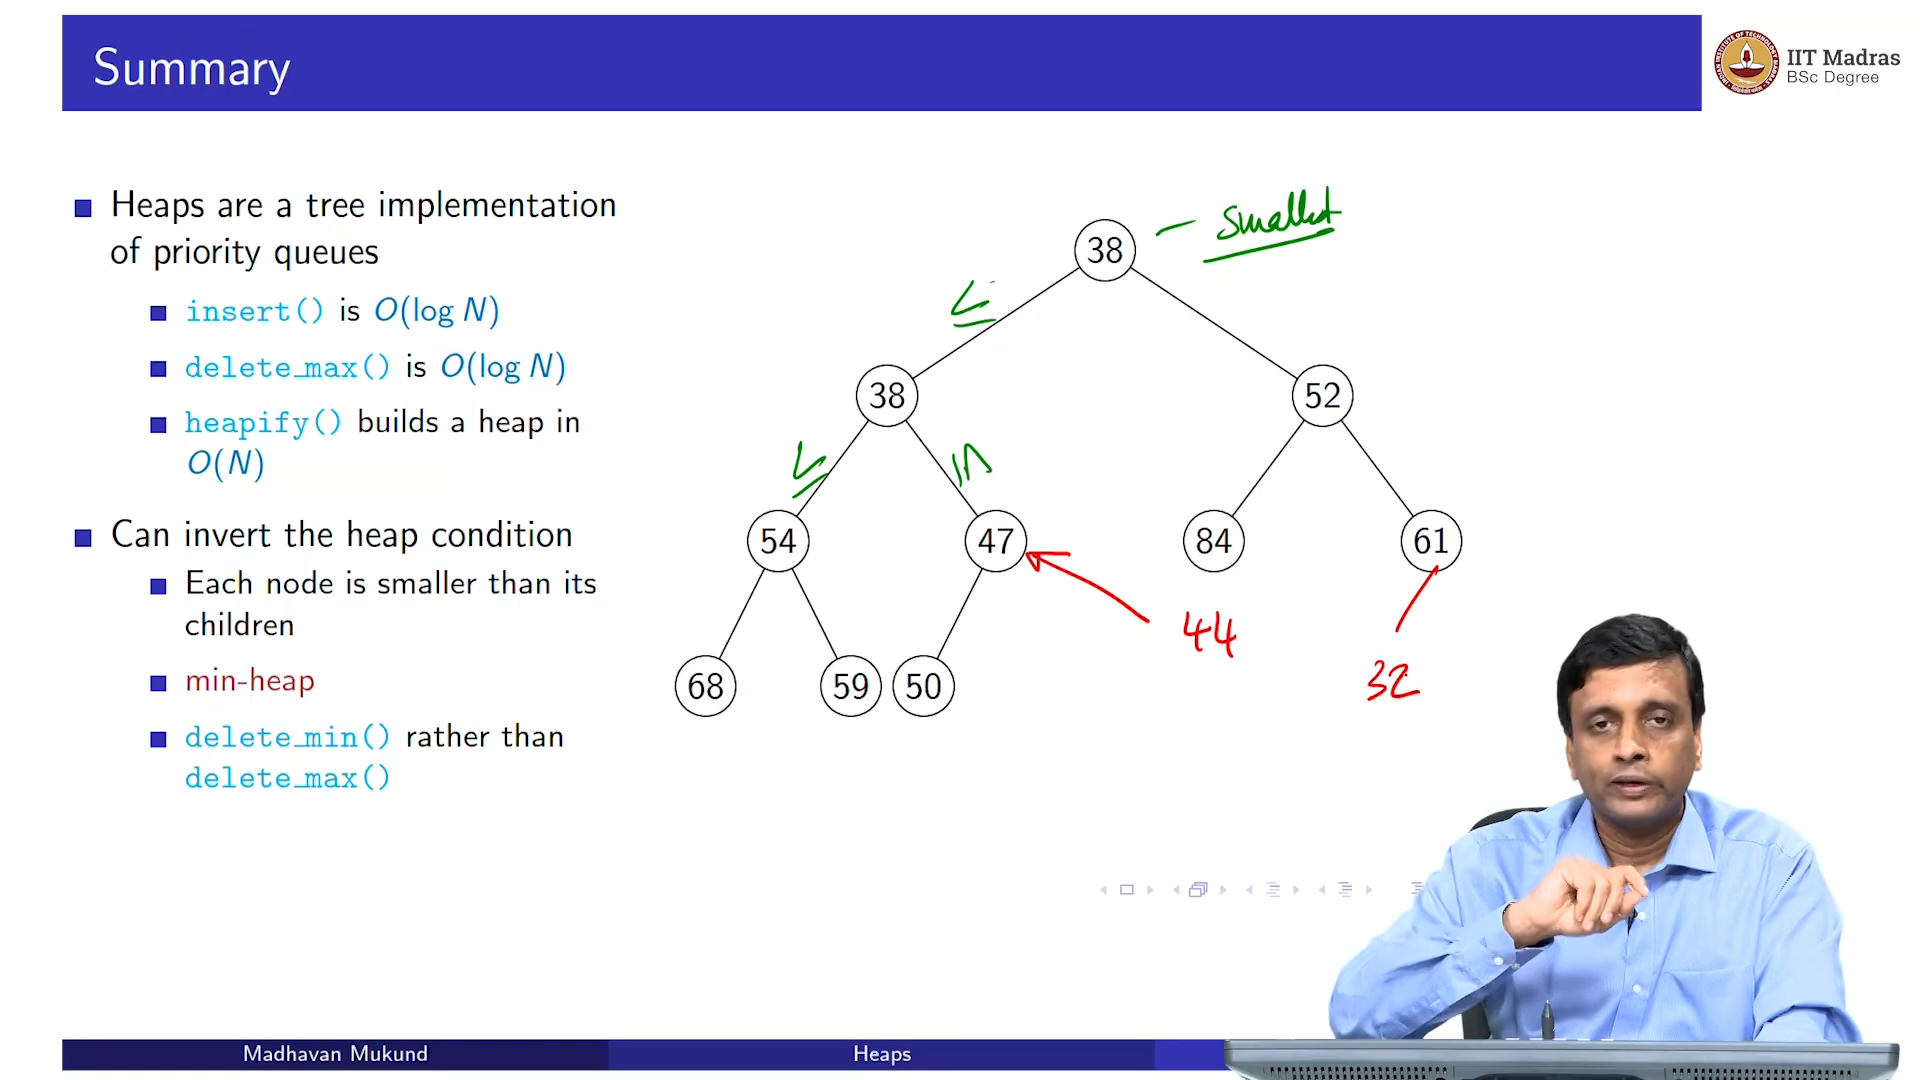 Summary
IIT Madras
BSc Degree
Heaps are a tree implementation
of priority queues
insert() is O(log N)
delete_max() is O(log N)
heapify() builds a heap in
O(N)
Can invert the heap condition
Each node is smaller than its
children
min-heap
delete_min() rather than
delete_max()
38 – smallest
≤
38 52
≤ ≤
54 47 84 61
44
32
68 59 50
Madhavan Mukund Heaps